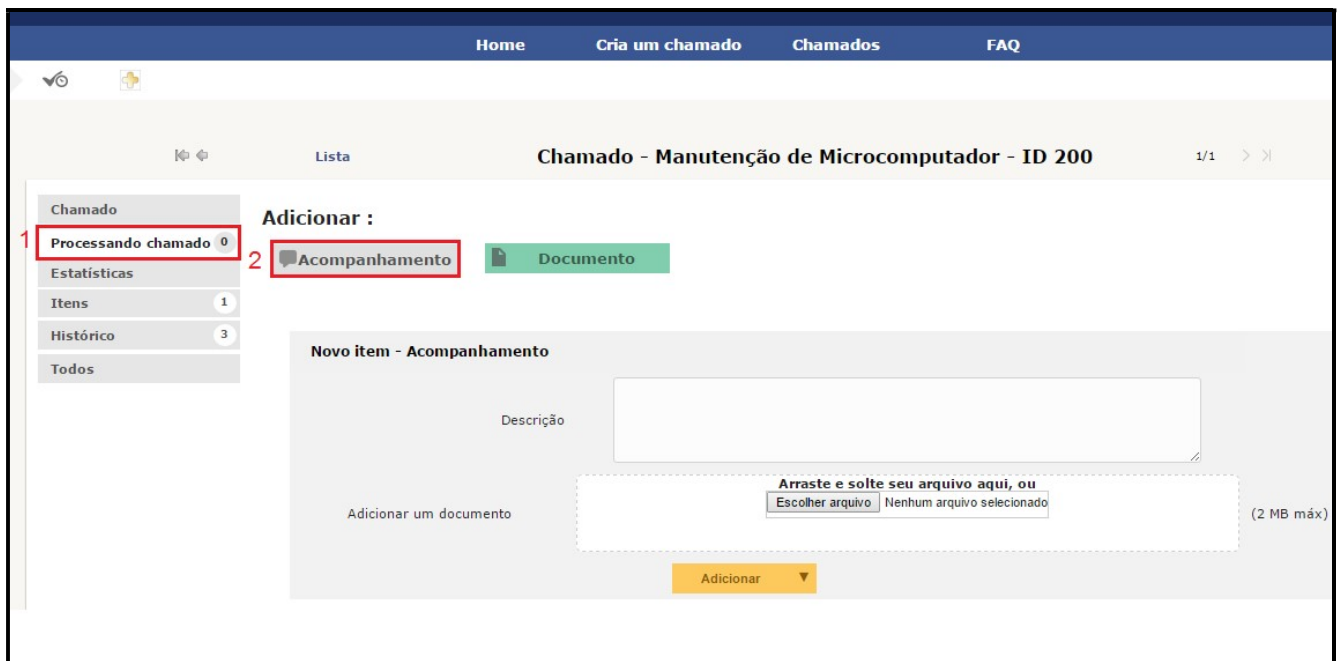 Home Cria um chamado Chamados FAQ
Lista Chamado - Manutenção de Microcomputador - ID 200 1/1
Chamado
1 Processando chamado 0
Estatísticas
Itens 1
Histórico 3
Todos
Adicionar :
2 Acompanhamento Documento
Novo item - Acompanhamento
Descrição
Arraste e solte seu arquivo aqui, ou
Adicionar um documento Escolher arquivo Nenhum arquivo selecionado (2 MB máx)
Adicionar